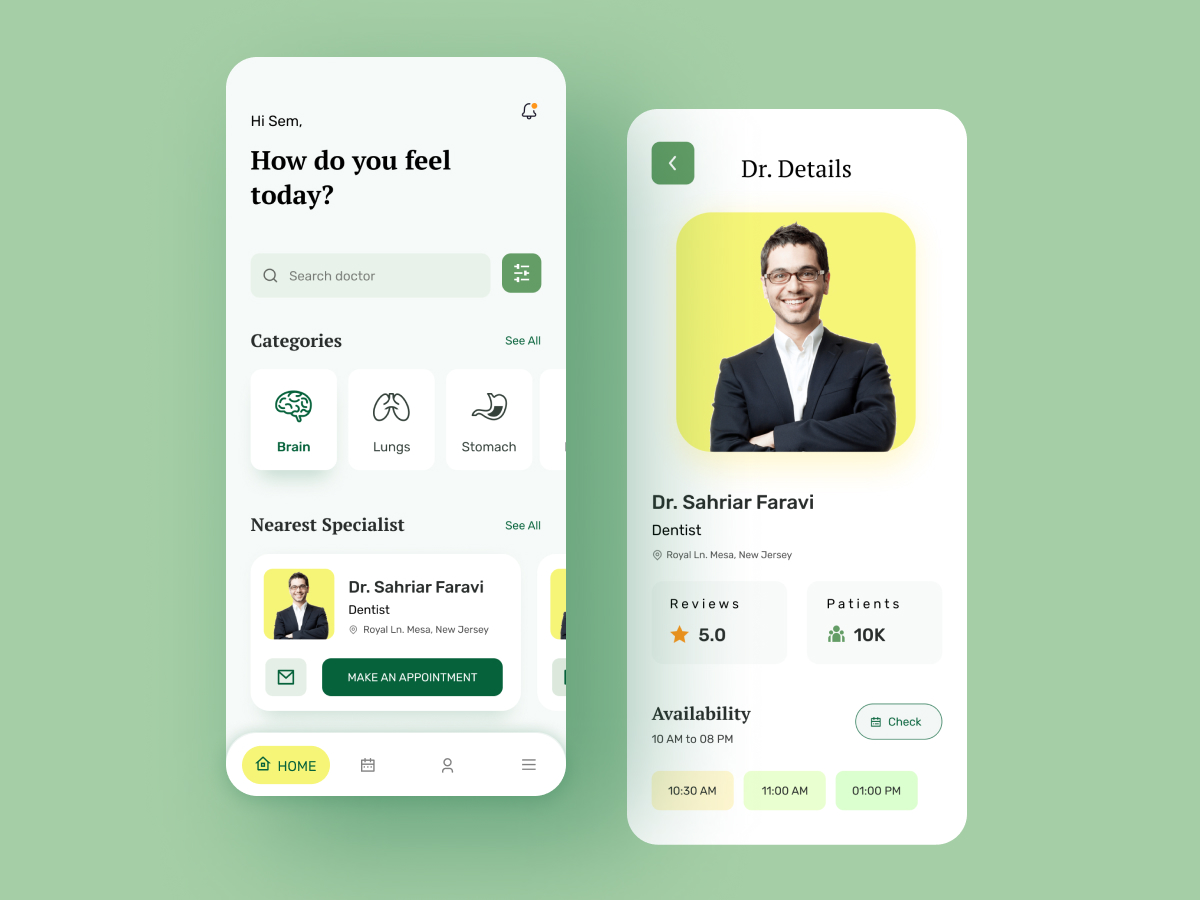 Hi Sem,
How do you feel
today?
Search doctor
Categories
See All
Brain
Lungs
Stomach
Nearest Specialist
See All
Dr. Sahriar Faravi
Dentist
Royal Ln. Mesa, New Jersey
MAKE AN APPOINTMENT
HOME
Dr. Details
Dr. Sahriar Faravi
Dentist
Royal Ln. Mesa, New Jersey
Reviews
5.0
Patients
10K
Availability
10 AM to 08 PM
Check
10:30 AM
11:00 AM
01:00 PM